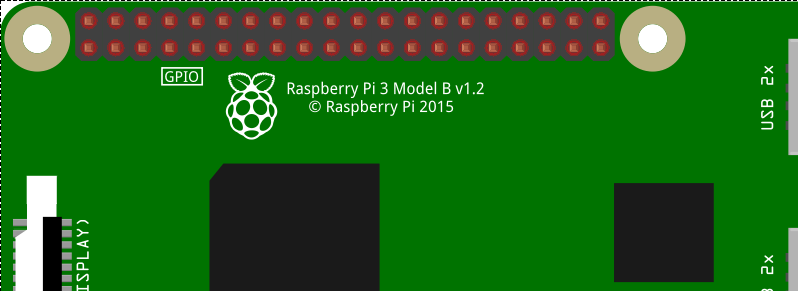 GPIO
Raspberry Pi 3 Model B v1.2
© Raspberry Pi 2015
USB 2x
ISPLAY)
2x